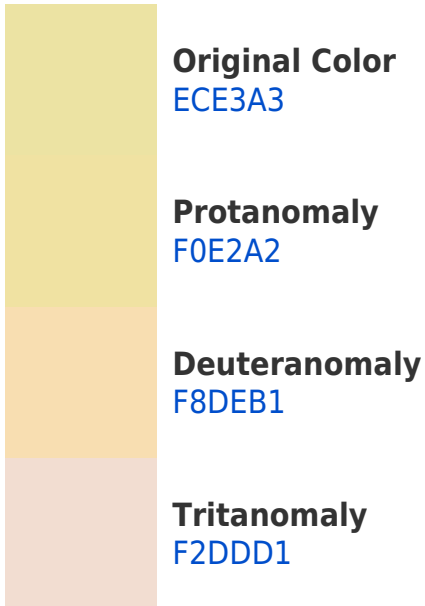 Original Color
ECE3A3
Protanomaly
F0E2A2
Deuteranomaly
F8DEB1
Tritanomaly
F2DDD1